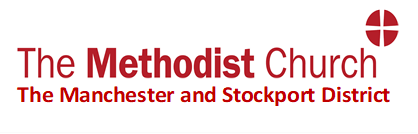 The Methodist Church
The Manchester and Stockport District